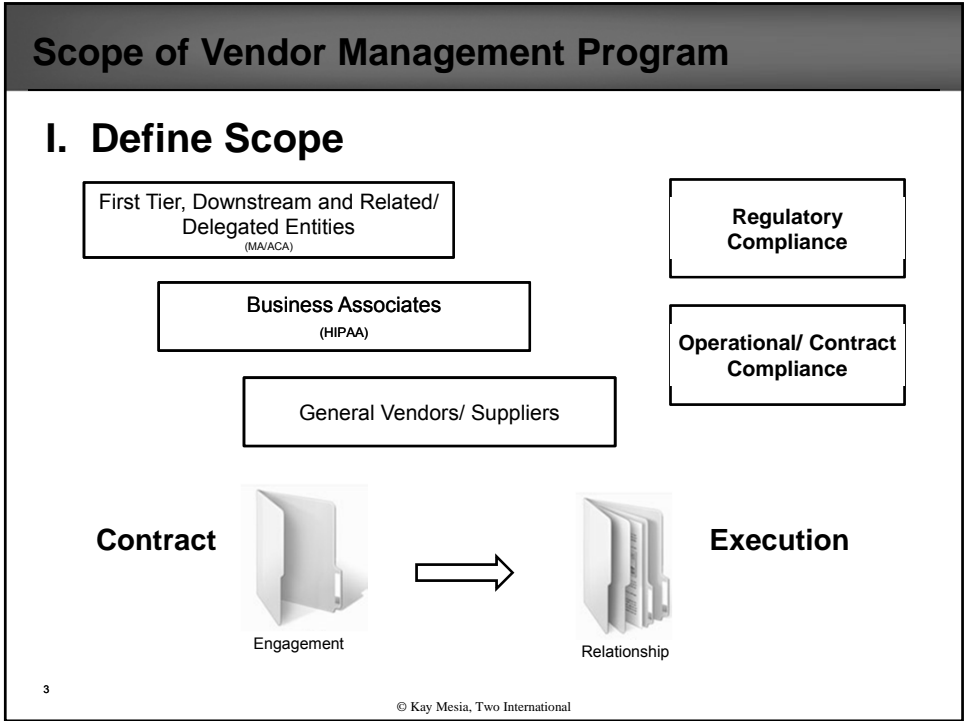 Scope of Vendor Management Program
I. Define Scope
First Tier, Downstream and Related/
Delegated Entities
(MA/ACA)
Regulatory
Compliance
Business Associates
(HIPAA)
Operational/ Contract
Compliance
General Vendors/ Suppliers
Contract
Execution
Engagement
Relationship
3
© Kay Mesia, Two International